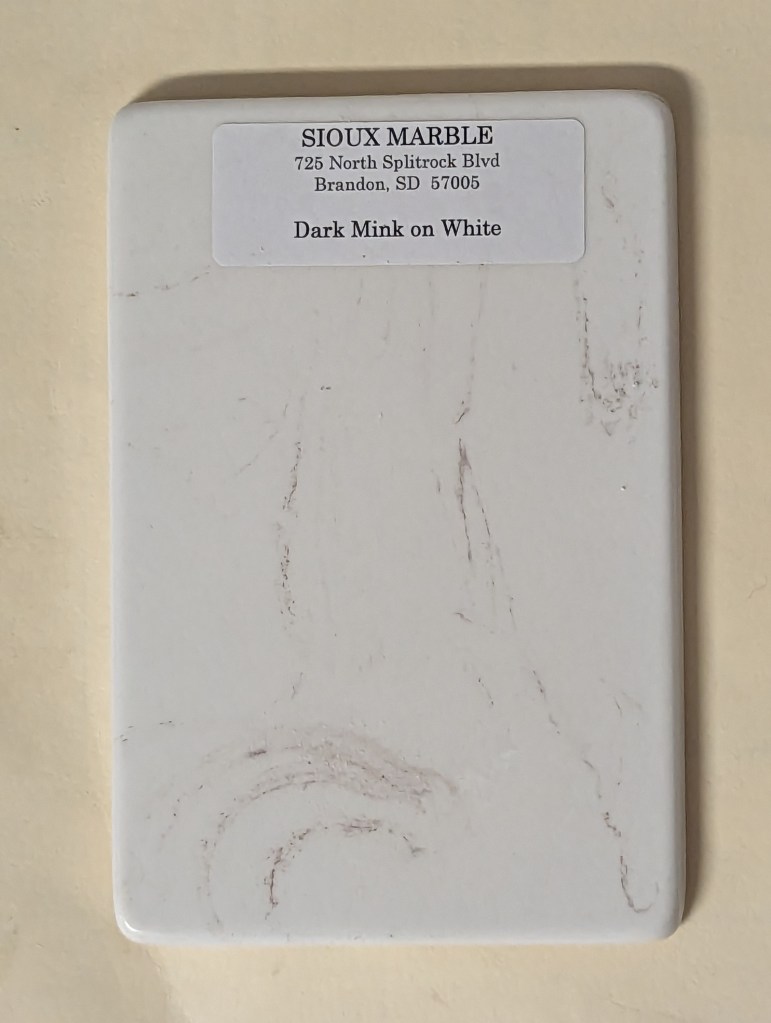 SIOUX MARBLE
725 North Splitrock Blvd
Brandon, SD  57005
Dark Mink on White